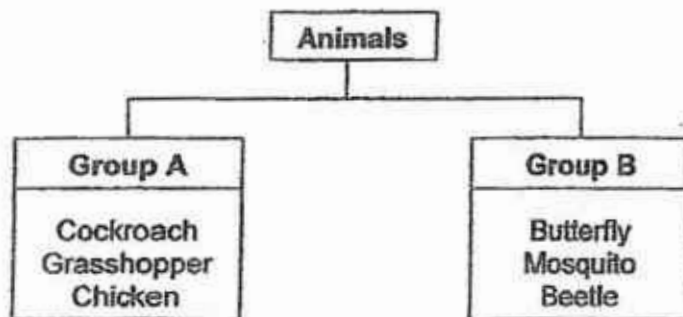 Animals
Group A
Cockroach
Grasshopper
Chicken
Group B
Butterfly
Mosquito
Beetle